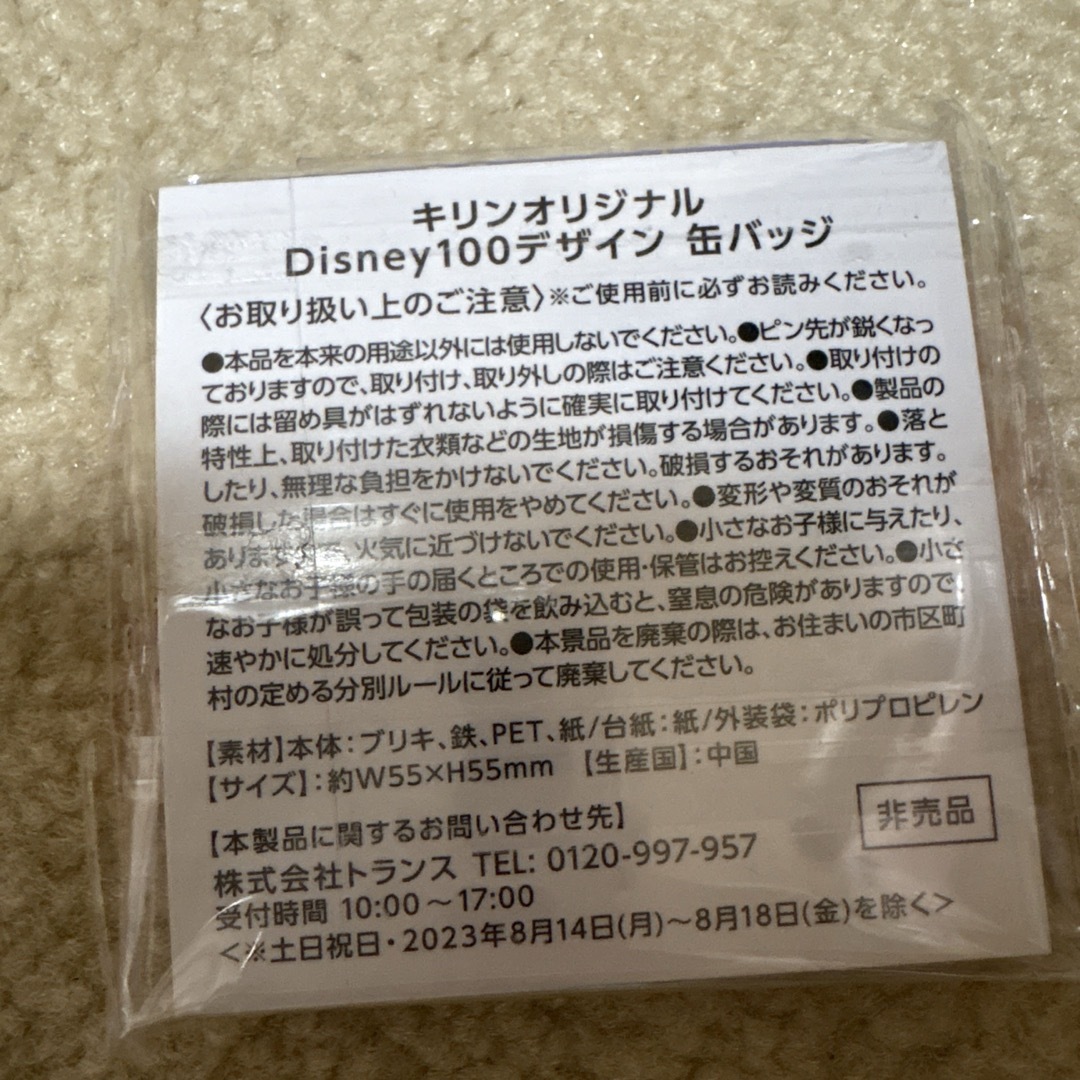 キリンオリジナル
Disney100デザイン 缶バッジ
〈お取り扱い上のご注意〉※ご使用前に必ずお読みください。
●本品を本来の用途以外には使用しないでください。●ピン先が鋭くなっ
ておりますので、取り付け、取り外しの際はご注意ください。●取り付けの
際には留め具がはずれないように確実に取り付けてください。●製品の
特性上、取り付けた衣類などの生地が損傷する場合があります。●落と
したり、無理な負担をかけないでください。破損するおそれがあります。
破損した場合はすぐに使用をやめてください。●変形や変質のおそれが
あります 火気に近づけないでください。●小さなお子様に与えたり、
小さなお子様の手の届くところでの使用・保管はお控えください。●小さ
なお子様が誤って包装の袋を飲み込むと、窒息の危険がありますので
速やかに処分してください。●本景品を廃棄の際は、お住まいの市区町
村の定める分別ルールに従って廃棄してください。
【素材】本体：ブリキ、鉄、PET、紙/台紙：紙/外装袋：ポリプロピレン
【サイズ】：約W55×H55mm 【生産国】：中国
【本製品に関するお問い合わせ先】
非売品
株式会社トランス TEL: 0120-997-957
受付時間 10:00～17:00
<※土日祝日・2023年8月14日(月)～8月18日(金)を除く>